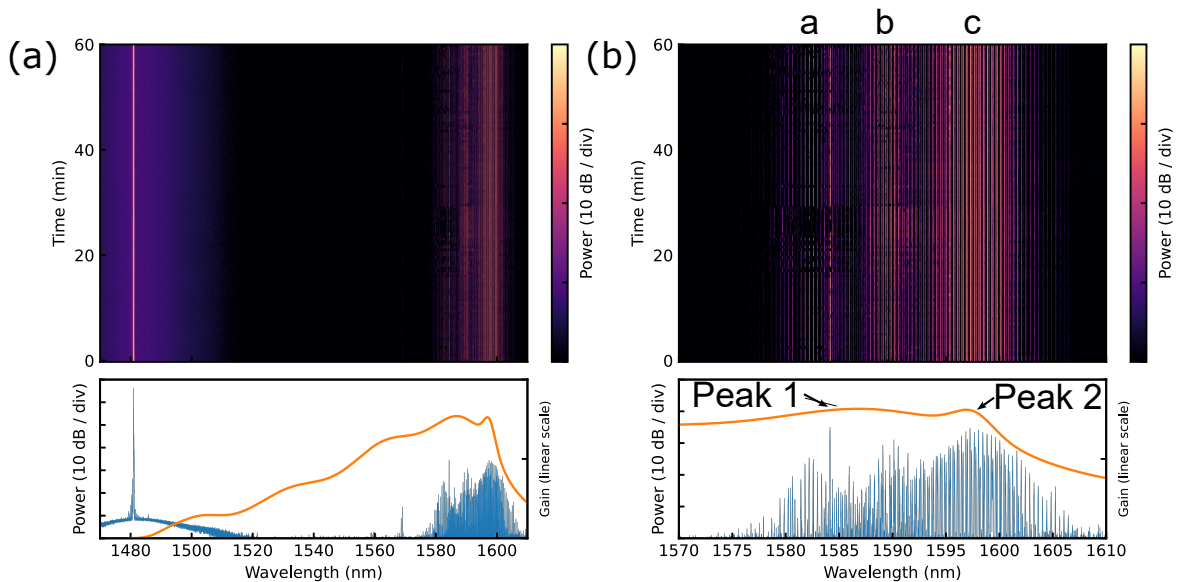 a b c
(a)
60
40
20
0
Time (min)
Power (10 dB / div)
(b)
60
40
20
0
Time (min)
Power (10 dB / div)
Power (10 dB / div)
Gain (linear scale)
1480 1500 1520 1540 1560 1580 1600
Wavelength (nm)
Peak 1
Peak 2
Power (10 dB / div)
Gain (linear scale)
1570 1575 1580 1585 1590 1595 1600 1605 1610
Wavelength (nm)